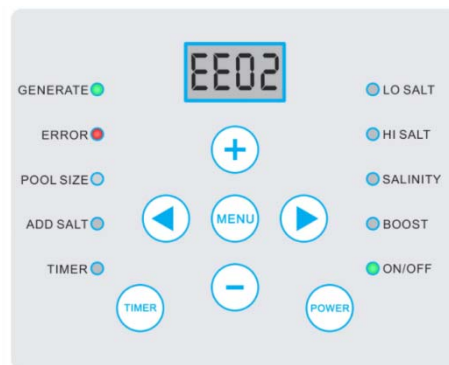 EE02
GENERATE
LO SALT
ERROR
HI SALT
POOL SIZE
SALINITY
MENU
ADD SALT
BOOST
TIMER
ON/OFF
TIMER
POWER